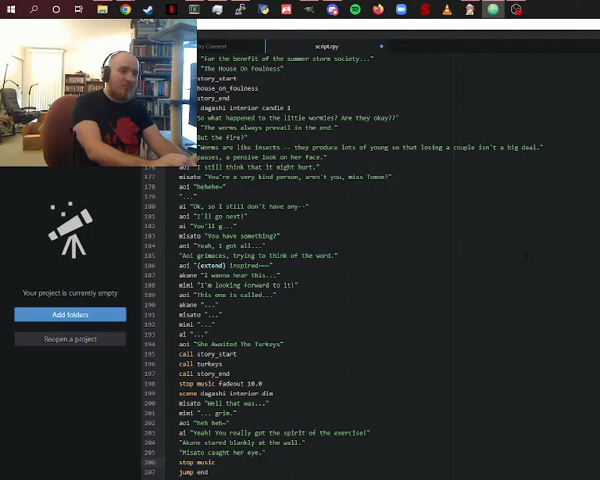 script.rpy
"For the benefit of the summer storm society..."
"The House On Foulness"
story_start
house_on_foulness
story_end
dagashi interior candle 1
So what happened to the little wormies? Are they okay??"
"The worms always prevail in the end."
But the fire?"
"Worms are like insects -- they produce lots of young so that losing a couple isn't a big deal."
pauses, a pensive look on her face."
176 aoi "I still think that it might hurt."
177 misato "You're a very kind person, aren't you, miss Tomoe?"
178 aoi "hehehe~"
179 "..."
180 ai "Ok, so I still don't have any--"
181 aoi "I'll go next!"
182 ai "You'll g..."
183 misato "You have something?"
184 aoi "Yeah, I got all..."
185 "Aoi grimaces, trying to think of the word."
186 aoi "{extend} inspired~~~"
187 akane "I wanna hear this..."
188 mimi "I'm looking forward to it!"
189 aoi "This one is called..."
190 akane "..."
191 misato "..."
192 mimi "..."
193 ai "..."
194 aoi "She Awaited The Turkeys"
195 call story_start
196 call turkeys
197 call story_end
198 stop music fadeout 10.0
199 scene dagashi interior dim
200 misato "Well that was..."
201 mimi "... grim."
202 aoi "heh heh~"
203 ai "Yeah! You really got the spirit of the exercise!"
204 "Akane stared blankly at the wall."
205 "Misato caught her eye."
206 stop music
207 jump end
Your project is currently empty
Add folders
Reopen a project